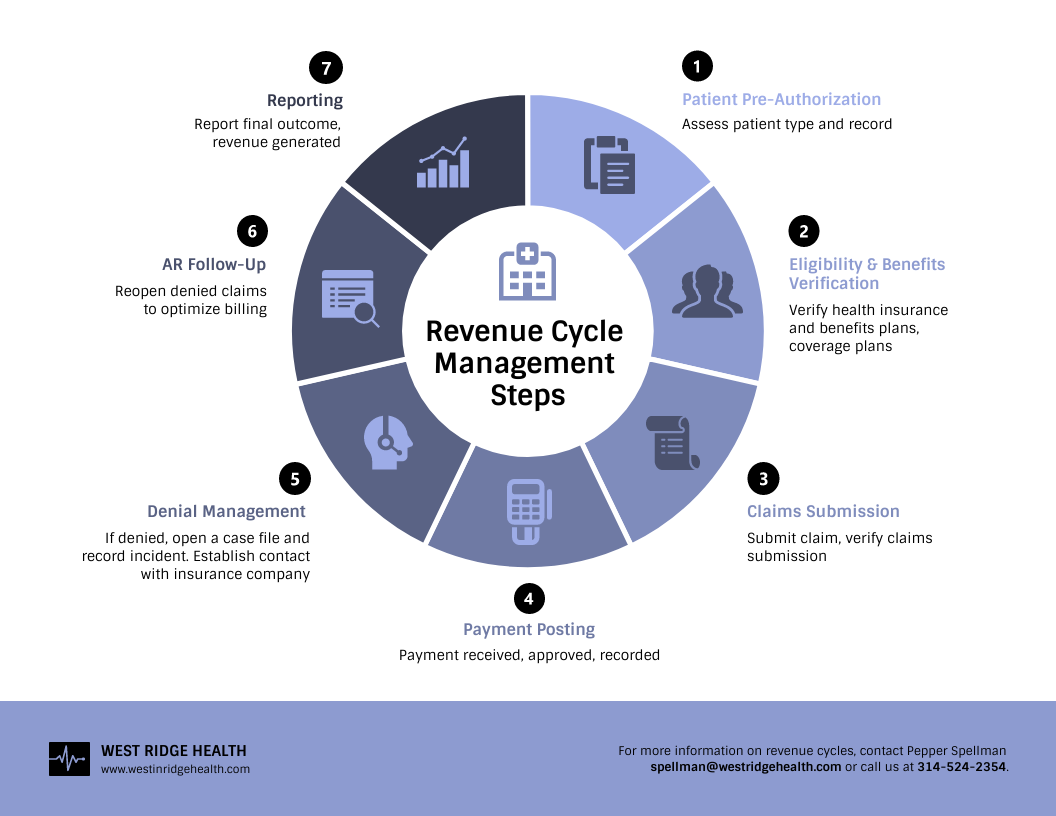 Revenue Cycle
Management
Steps
1
Patient Pre-Authorization
Assess patient type and record
2
Eligibility & Benefits
Verification
Verify health insurance
and benefits plans,
coverage plans
3
Claims Submission
Submit claim, verify claims
submission
4
Payment Posting
Payment received, approved, recorded
5
Denial Management
If denied, open a case file and
record incident. Establish contact
with insurance company
6
AR Follow-Up
Reopen denied claims
to optimize billing
7
Reporting
Report final outcome,
revenue generated
WEST RIDGE HEALTH
www.westinridgehealth.com
For more information on revenue cycles, contact Pepper Spellman
spellman@westridgehealth.com or call us at 314-524-2354.